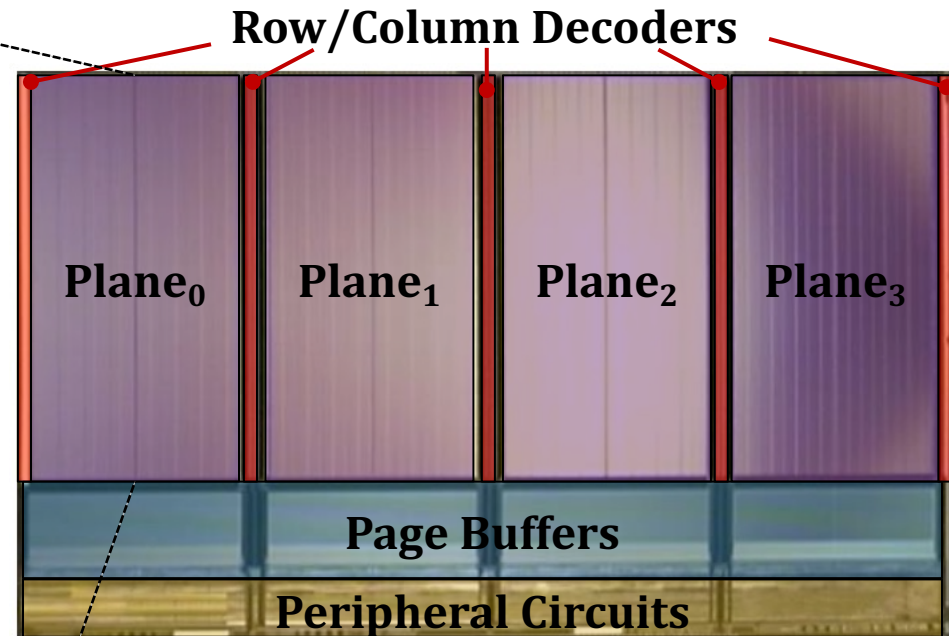 Row/Column Decoders
Plane₀ Plane₁ Plane₂ Plane₃
Page Buffers
Peripheral Circuits